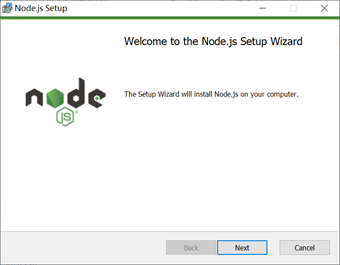 Node.js Setup
Welcome to the Node.js Setup Wizard
The Setup Wizard will install Node.js on your computer.
node
JS
Back
Next
Cancel